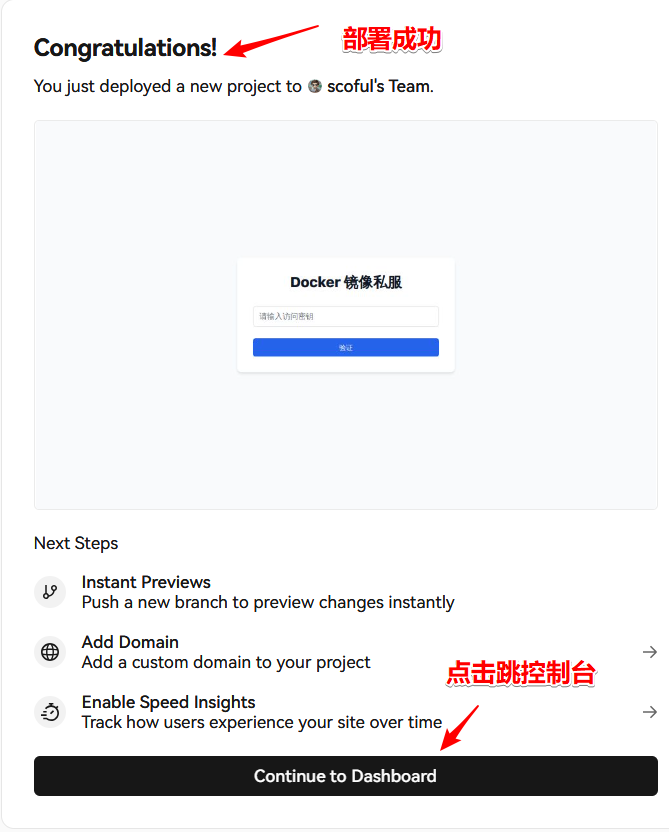 Congratulations!
部署成功
You just deployed a new project to scoful's Team.
Docker 镜像私服
请输入访问密钥
验证
Next Steps
Instant Previews
Push a new branch to preview changes instantly
Add Domain
Add a custom domain to your project
点击跳控制台
Enable Speed Insights
Track how users experience your site over time
Continue to Dashboard